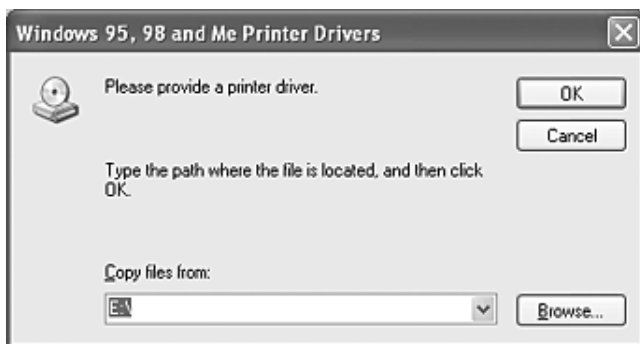 Windows 95, 98 and Me Printer Drivers
Please provide a printer driver.
OK
Cancel
Type the path where the file is located, and then click
OK.
Copy files from:
E:\
Browse...